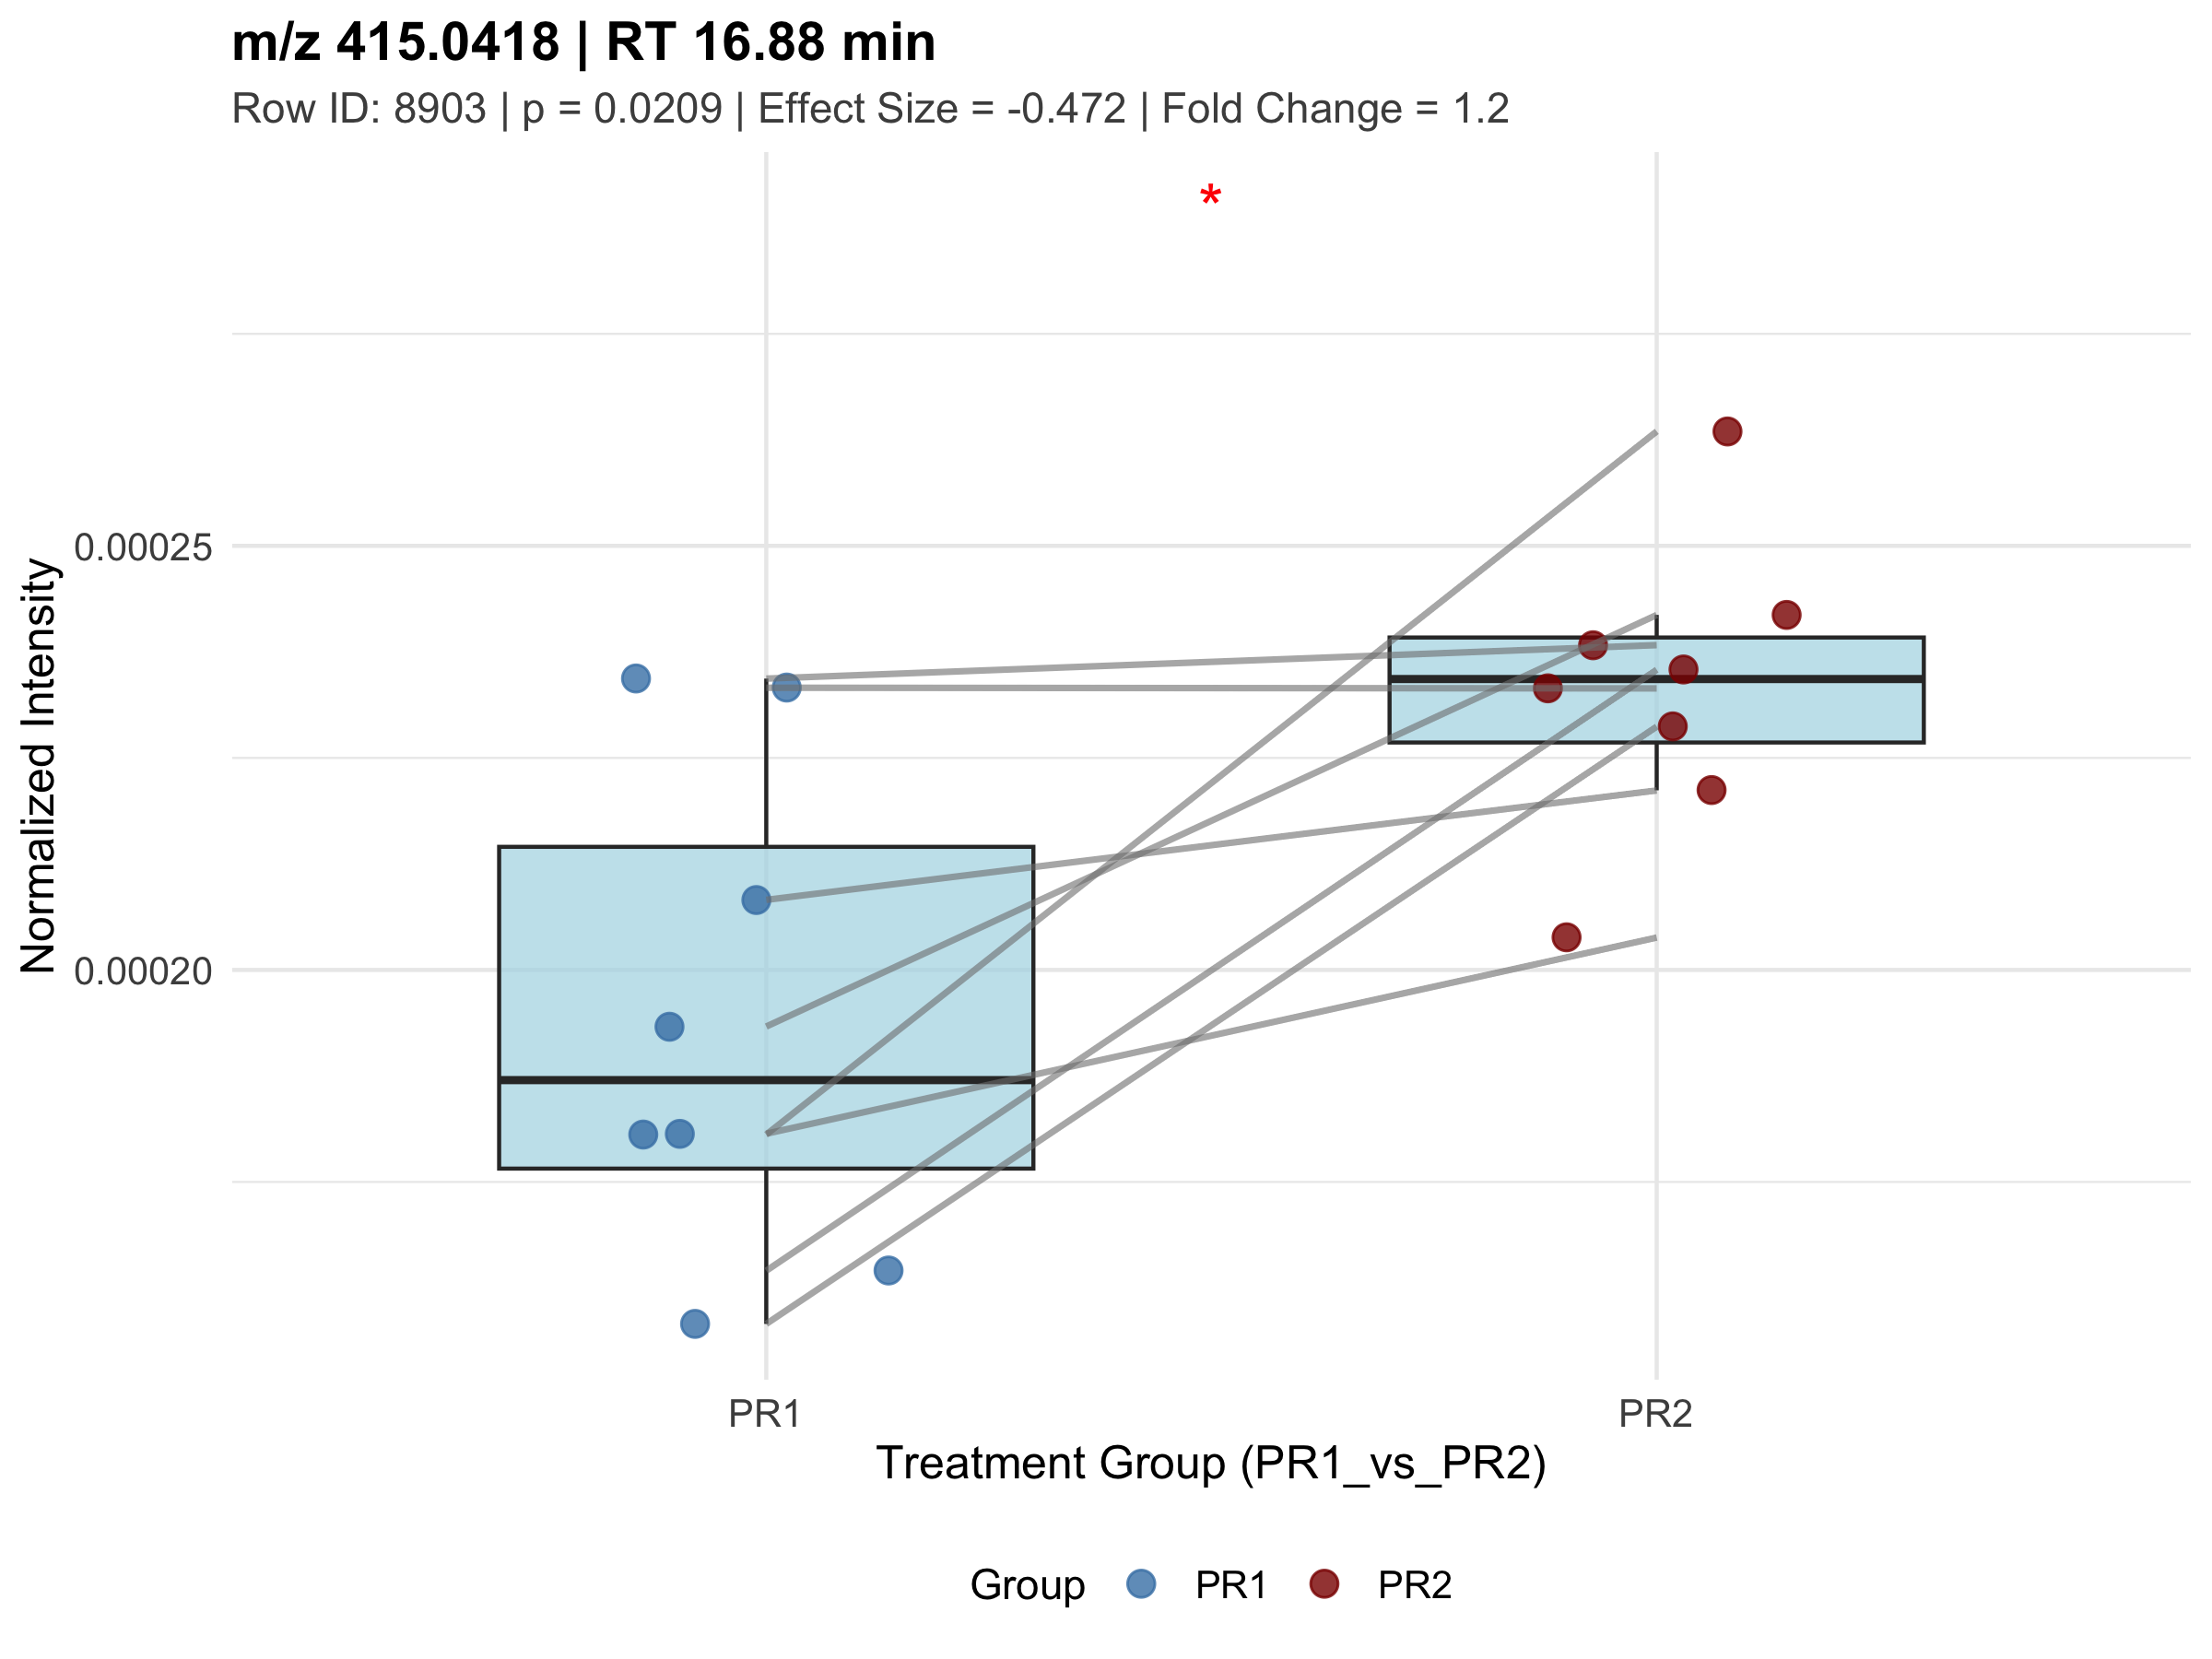 m/z 415.0418 | RT 16.88 min
Row ID: 8903 | p = 0.0209 | Effect Size = -0.472 | Fold Change = 1.2
*
Normalized Intensity
0.00025
0.00020
PR1
PR2
Treatment Group (PR1_vs_PR2)
Group PR1 PR2